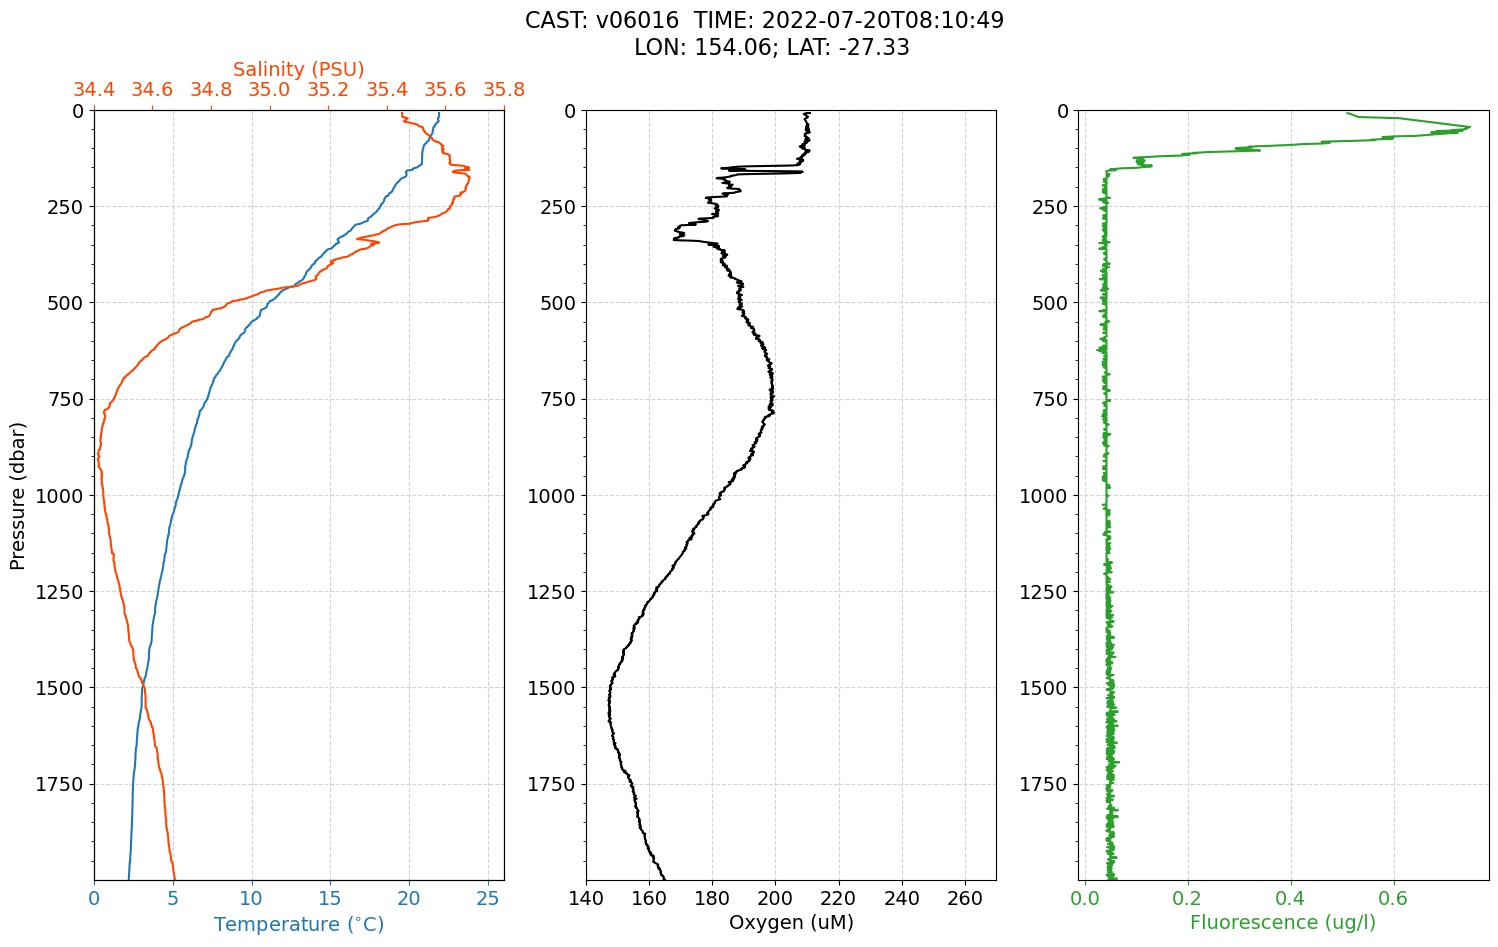 CAST: v06016  TIME: 2022-07-20T08:10:49
LON: 154.06; LAT: -27.33
Salinity (PSU)
34.4 34.6 34.8 35.0 35.2 35.4 35.6 35.8
0
250
500
750
1000
1250
1500
1750
Pressure (dbar)
0 5 10 15 20 25
Temperature (°C)
0
250
500
750
1000
1250
1500
1750
140 160 180 200 220 240 260
Oxygen (uM)
0
250
500
750
1000
1250
1500
1750
0.0 0.2 0.4 0.6
Fluorescence (ug/l)